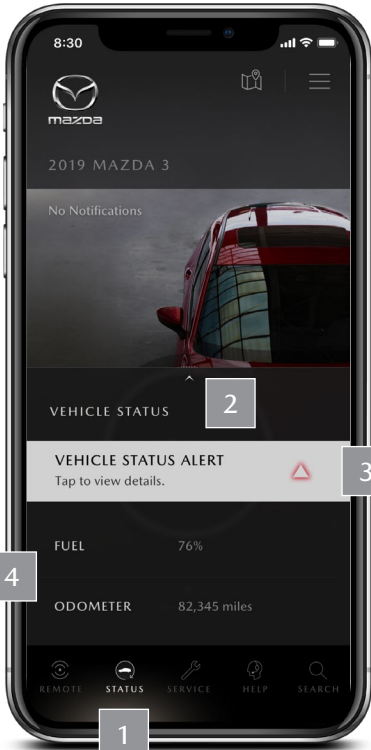 8:30
mazda
2019 MAZDA 3
No Notifications
VEHICLE STATUS
2
VEHICLE STATUS ALERT
Tap to view details.
3
FUEL 76%
4
ODOMETER 82,345 miles
REMOTE STATUS SERVICE HELP SEARCH
1